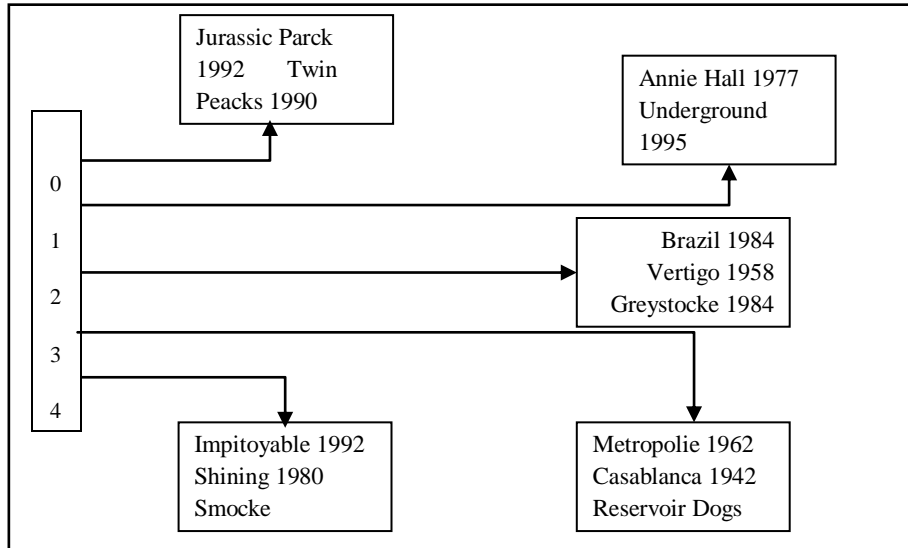 Jurassic Parck
1992 Twin
Peacks 1990
Annie Hall 1977
Underground
1995
0
1
2
3
4
Brazil 1984
Vertigo 1958
Greystocke 1984
Impitoyable 1992
Shining 1980
Smocke
Metropolie 1962
Casablanca 1942
Reservoir Dogs